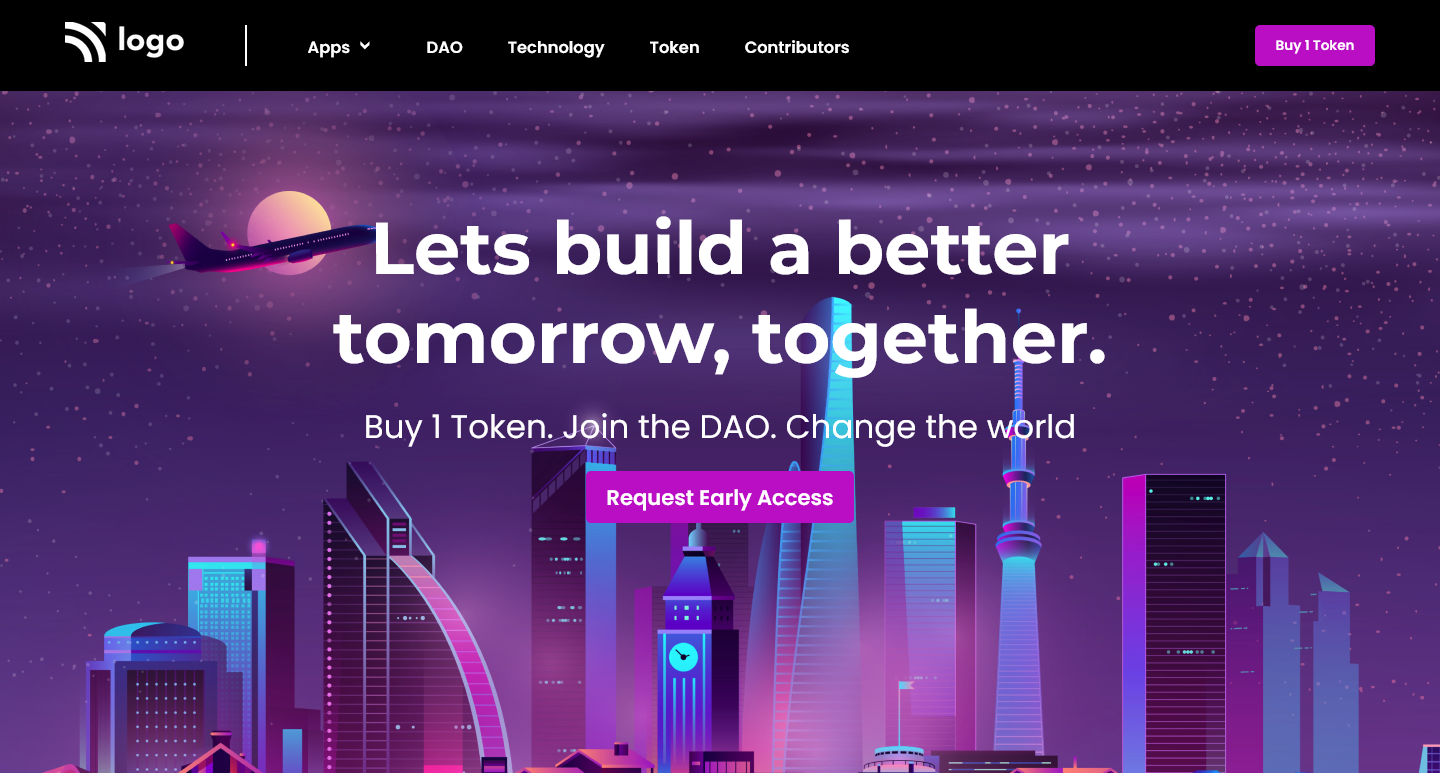 logo
Apps
DAO
Technology
Token
Contributors
Buy 1 Token
Lets build a better
tomorrow, together.
Buy 1 Token. Join the DAO. Change the world
Request Early Access